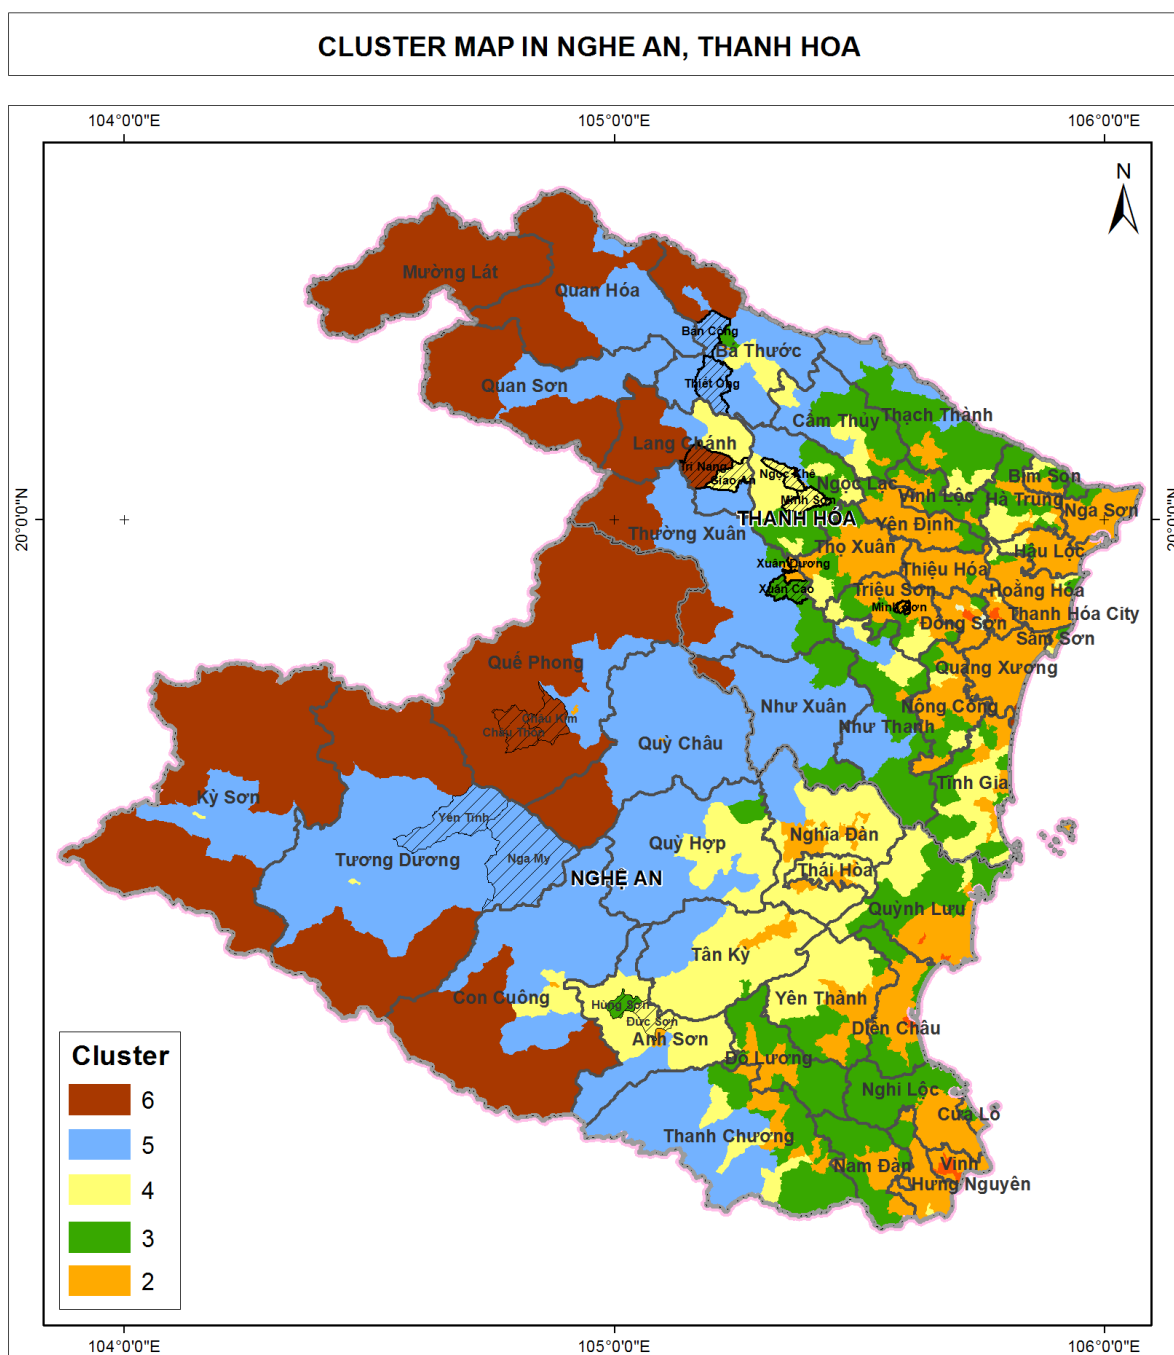 CLUSTER MAP IN NGHE AN, THANH HOA
104°0'0"E
105°0'0"E
106°0'0"E
N
Mường Lát
Quan Hóa
Bản Công
Bá Thước
Quan Sơn
Thiết Ống
Cẩm Thủy
Thạch Thành
Lang Chánh
Trí Nang
Giao An
Ngọc Khê
Ngọc Lặc
Bỉm Sơn
Minh Sơn
Vĩnh Lộc
Hà Trung
Nga Sơn
20°0'0"N
THANH HÓA
Yên Định
20°0'0"N
Thường Xuân
Thọ Xuân
Hậu Lộc
Xuân Dương
Thiệu Hóa
Xuân Cao
Triệu Sơn
Hoằng Hóa
Minh Sơn
Đông Sơn
Thanh Hóa City
Sầm Sơn
Quế Phong
Quảng Xương
Châu Kim
Châu Thôn
Như Xuân
Nông Cống
Như Thanh
Quỳ Châu
Tĩnh Gia
Kỳ Sơn
Yên Tĩnh
Nghĩa Đàn
Tương Dương
Nga My
Quỳ Hợp
Thái Hòa
NGHỆ AN
Quỳnh Lưu
Tân Kỳ
Con Cuông
Hùng Sơn
Yên Thành
Đức Sơn
Anh Sơn
Diễn Châu
Đô Lương
Nghi Lộc
Cửa Lò
Thanh Chương
Nam Đàn
Vinh
Hưng Nguyên
Cluster
6
5
4
3
2
104°0'0"E
105°0'0"E
106°0'0"E